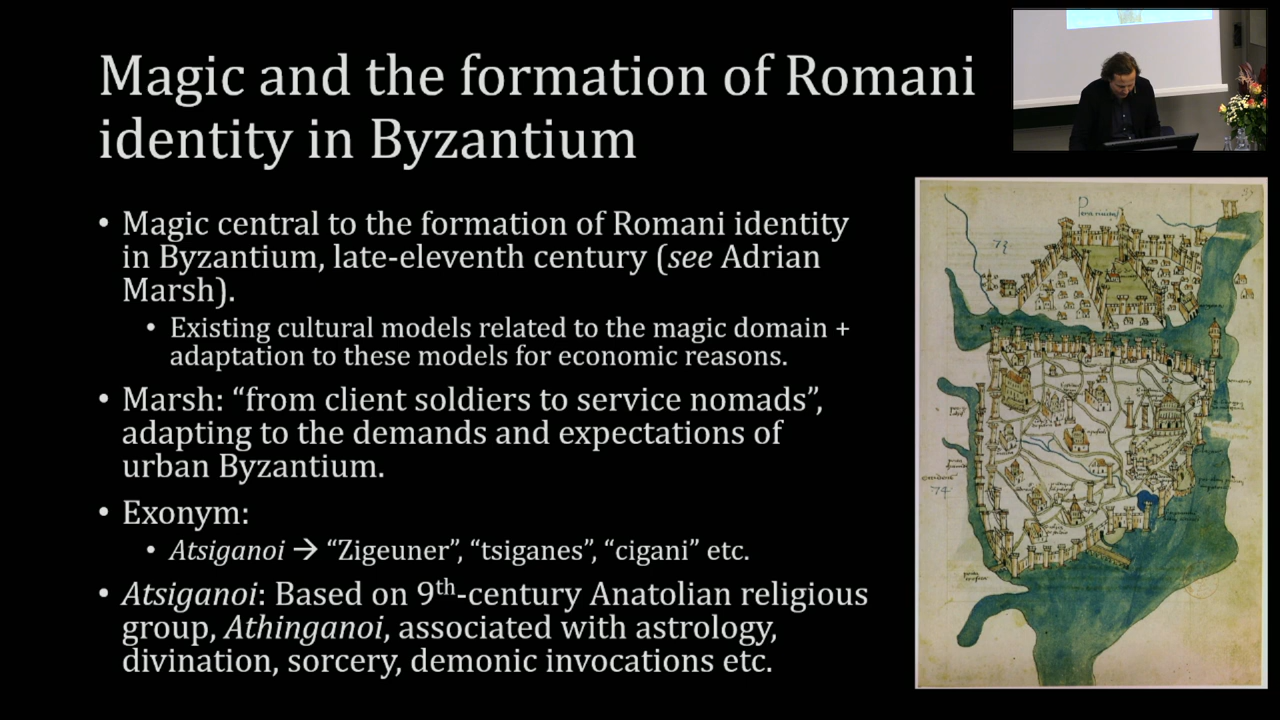 Magic and the formation of Romani
identity in Byzantium
• Magic central to the formation of Romani identity
in Byzantium, late-eleventh century (see Adrian
Marsh).
• Existing cultural models related to the magic domain +
adaptation to these models for economic reasons.
• Marsh: “from client soldiers to service nomads”,
adapting to the demands and expectations of
urban Byzantium.
• Exonym:
• Atsiganoi → “Zigeuner”, “tsiganes”, “cigani” etc.
• Atsiganoi: Based on 9th-century Anatolian religious
group, Athinganoi, associated with astrology,
divination, sorcery, demonic invocations etc.
73
74